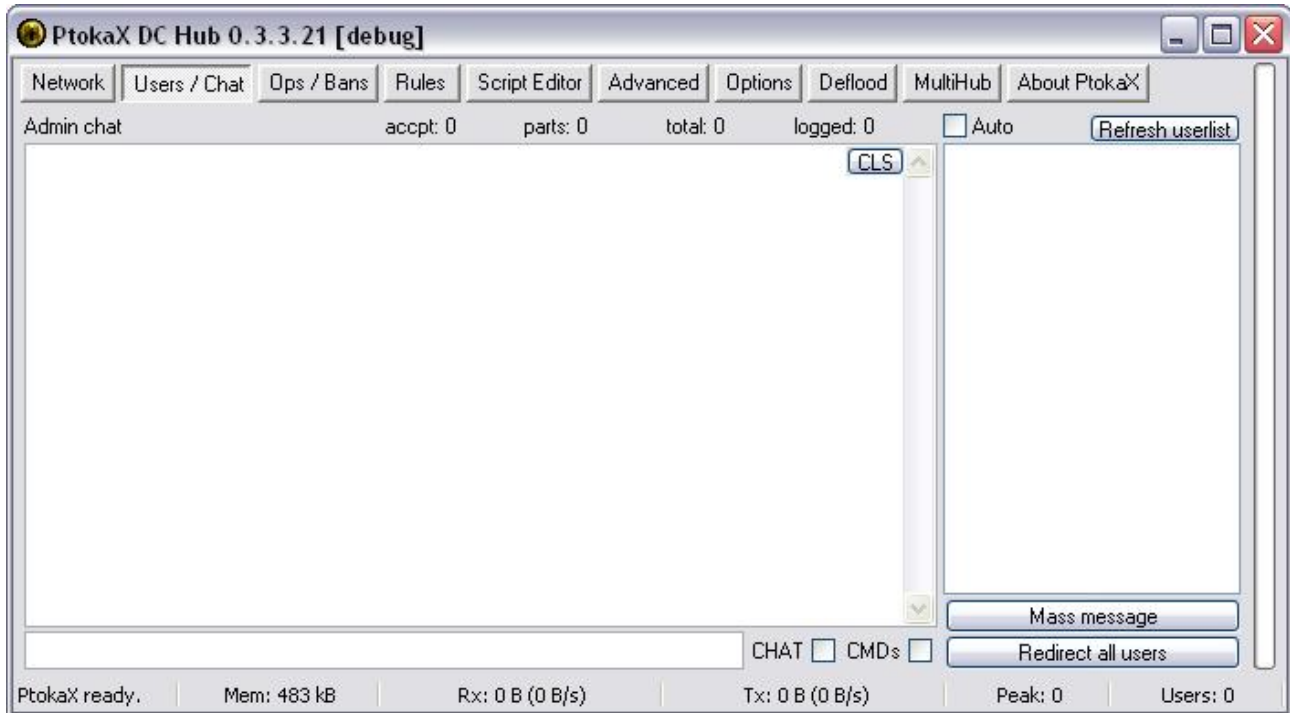 PtokaX DC Hub 0.3.3.21 [debug]
Network Users / Chat Ops / Bans Rules Script Editor Advanced Options Deflood MultiHub About PtokaX
Admin chat accpt: 0 parts: 0 total: 0 logged: 0 Auto Refresh userlist
CLS
Mass message
CHAT CMDs Redirect all users
PtokaX ready. Mem: 483 kB Rx: 0 B (0 B/s) Tx: 0 B (0 B/s) Peak: 0 Users: 0